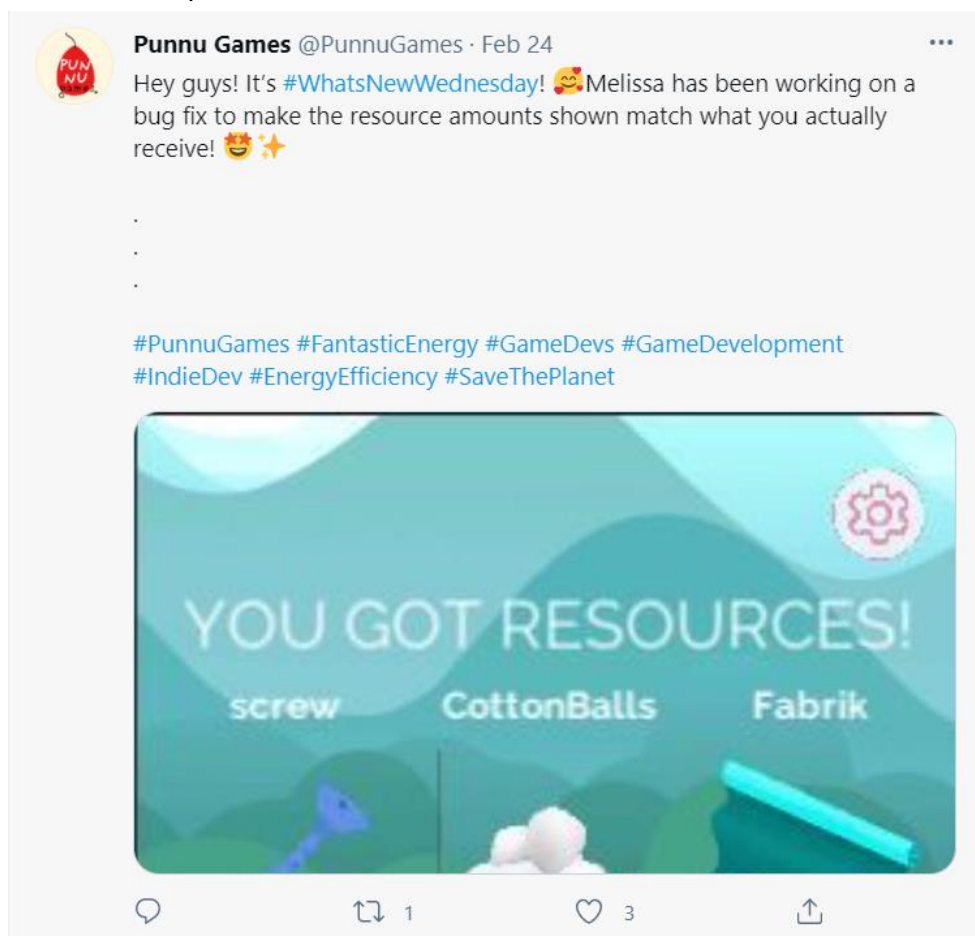 PUN
NU
Punnu Games @PunnuGames · Feb 24
Hey guys! It's #WhatsNewWednesday! 🥰Melissa has been working on a
bug fix to make the resource amounts shown match what you actually
receive! 🤩✨
.
.
.
#PunnuGames #FantasticEnergy #GameDevs #GameDevelopment
#IndieDev #EnergyEfficiency #SaveThePlanet
YOU GOT RESOURCES!
screw CottonBalls Fabrik
1 3